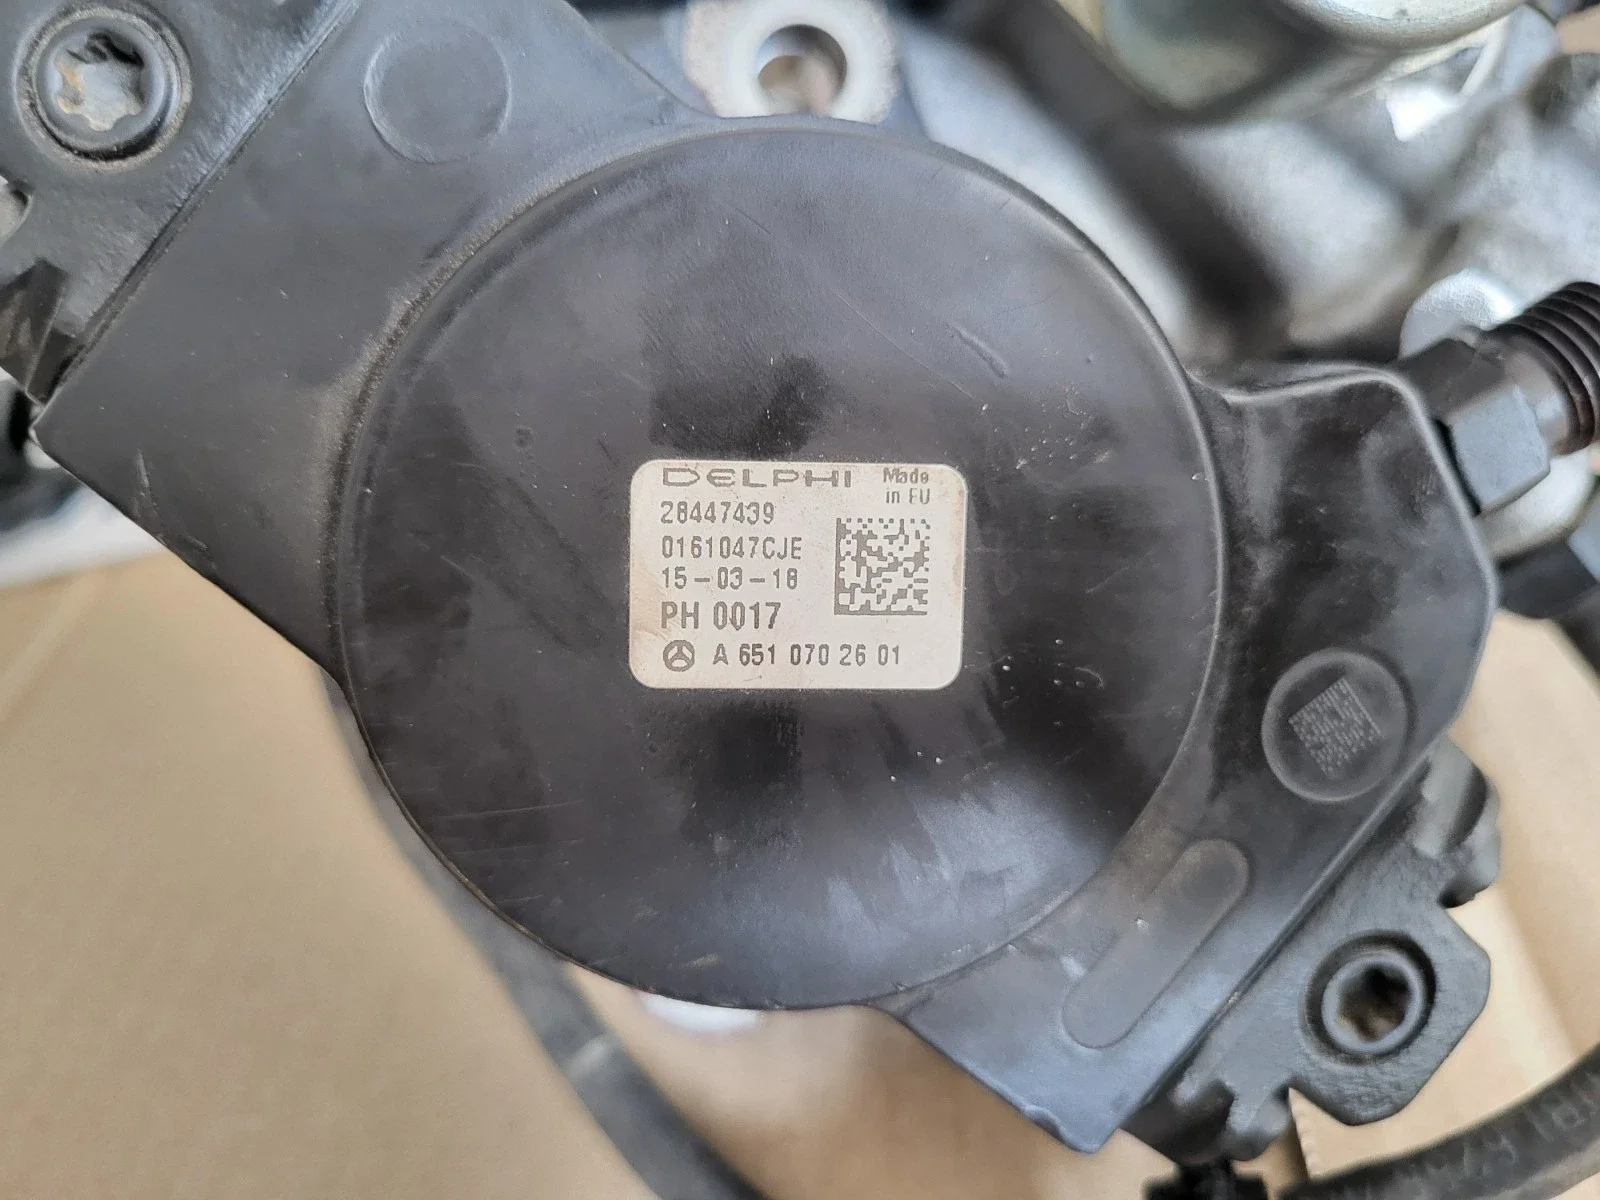 DELPHI Made
in EU
28447439
0161047CJE
15-03-18
PH 0017
A 651 070 26 01